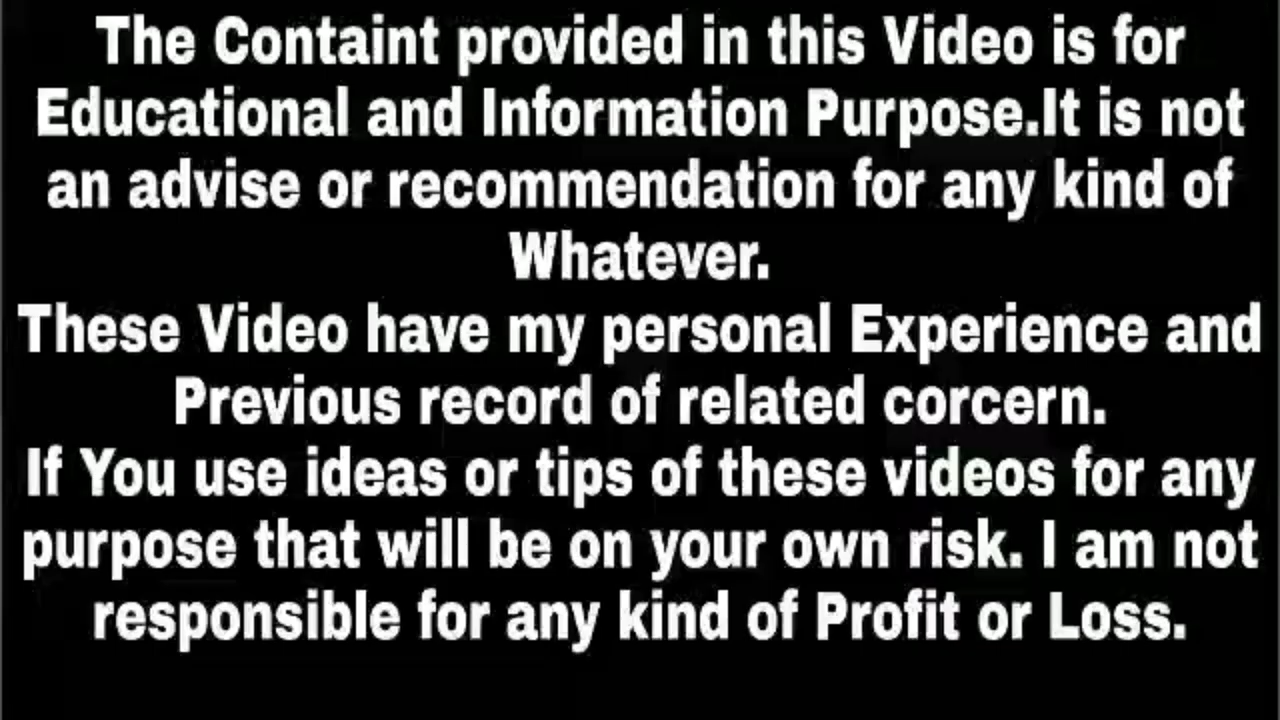 The Containt provided in this Video is for
Educational and Information Purpose.It is not
an advise or recommendation for any kind of
Whatever.
These Video have my personal Experience and
Previous record of related corcern.
If You use ideas or tips of these videos for any
purpose that will be on your own risk. I am not
responsible for any kind of Profit or Loss.